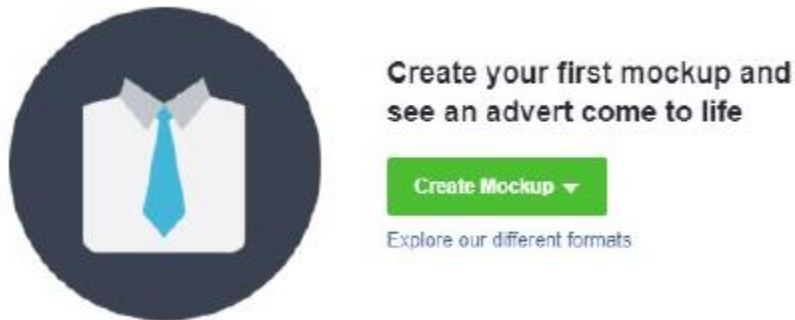 Create your first mockup and
see an advert come to life
Create Mockup
Explore our different formats